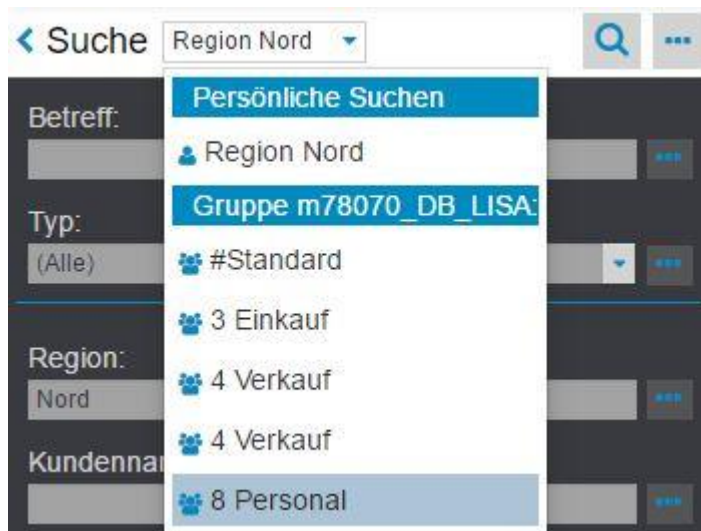 Suche Region Nord
Persönliche Suchen
Betreff:
Region Nord
Gruppe m78070_DB_LISA:
Typ:
(Alle)
#Standard
3 Einkauf
Region:
Nord
4 Verkauf
4 Verkauf
8 Personal